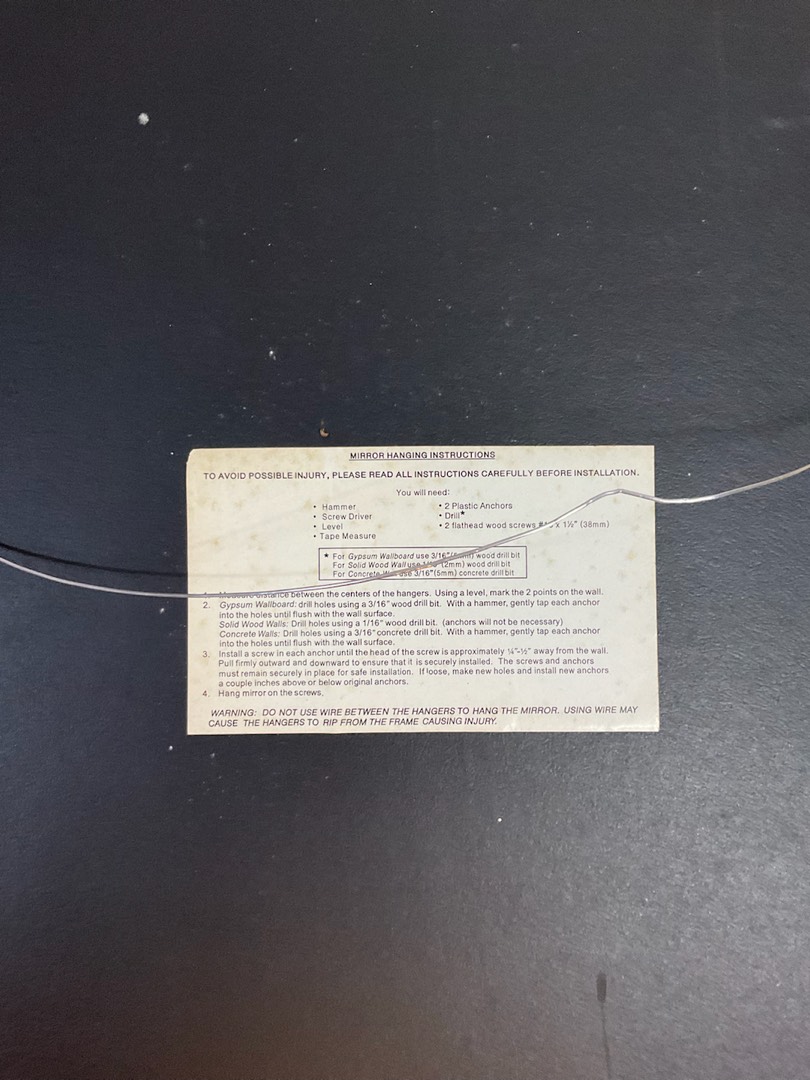 MIRROR HANGING INSTRUCTIONS
TO AVOID POSSIBLE INJURY, PLEASE READ ALL INSTRUCTIONS CAREFULLY BEFORE INSTALLATION.
You will need:
• Hammer
• Screw Driver
• Level
• Tape Measure
• 2 Plastic Anchors
• Drill★
• 2 flathead wood screws x 1½" (38mm)
★ For Gypsum Wallboard use 3/16" wood drill bit
For Solid Wood Wall use (2mm) wood drill bit
For Concrete Wall use 3/16" (5mm) concrete drill bit
1. Measure distance between the centers of the hangers. Using a level, mark the 2 points on the wall.
2. Gypsum Wallboard: drill holes using a 3/16" wood drill bit. With a hammer, gently tap each anchor
into the holes until flush with the wall surface.
Solid Wood Walls: Drill holes using a 1/16" wood drill bit. (anchors will not be necessary)
Concrete Walls: Drill holes using a 3/16" concrete drill bit. With a hammer, gently tap each anchor
into the holes until flush with the wall surface.
3. Install a screw in each anchor until the head of the screw is approximately ¼"-½" away from the wall.
Pull firmly outward and downward to ensure that it is securely installed. The screws and anchors
must remain securely in place for safe installation. If loose, make new holes and install new anchors
a couple inches above or below original anchors.
4. Hang mirror on the screws.
WARNING: DO NOT USE WIRE BETWEEN THE HANGERS TO HANG THE MIRROR. USING WIRE MAY
CAUSE THE HANGERS TO RIP FROM THE FRAME CAUSING INJURY.